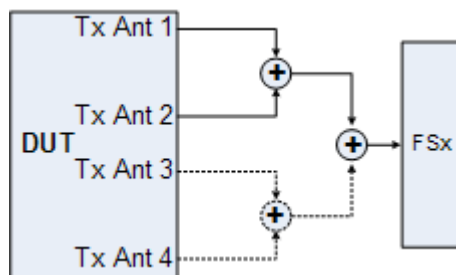 Tx Ant 1
Tx Ant 2
DUT
Tx Ant 3
Tx Ant 4
+
+
+
FSx